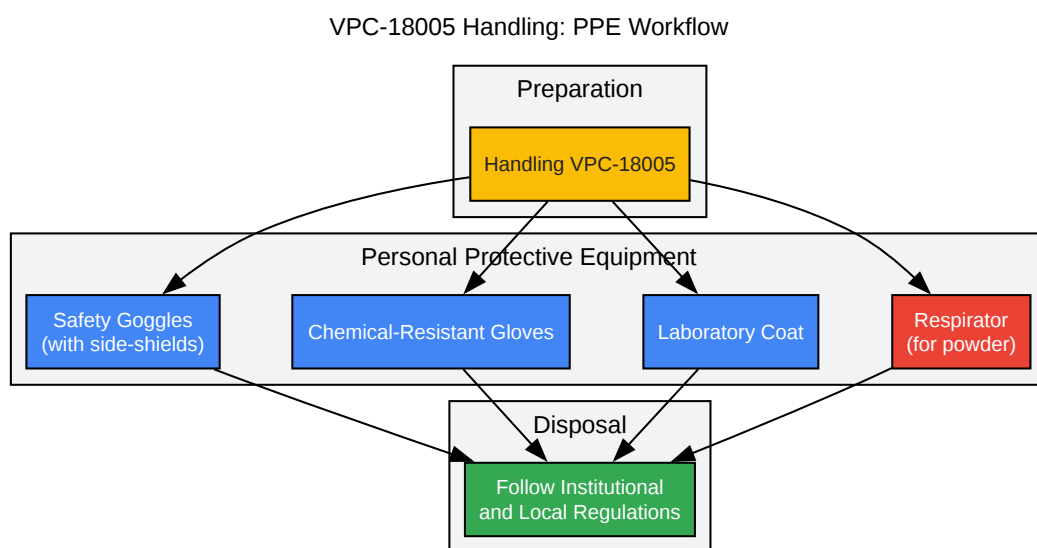 VPC-18005 Handling: PPE Workflow
Preparation
Handling VPC-18005
Personal Protective Equipment
Safety Goggles
(with side-shields)
Chemical-Resistant Gloves
Laboratory Coat
Respirator
(for powder)
Disposal
Follow Institutional
and Local Regulations